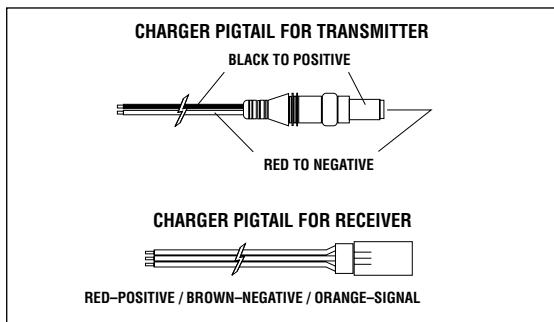 CHARGER PIGTAIL FOR TRANSMITTER
BLACK TO POSITIVE
RED TO NEGATIVE
CHARGER PIGTAIL FOR RECEIVER
RED–POSITIVE / BROWN–NEGATIVE / ORANGE–SIGNAL